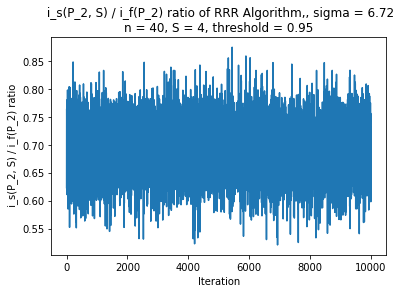 i_s(P_2, S) / i_f(P_2) ratio of RRR Algorithm,, sigma = 6.72
n = 40, S = 4, threshold = 0.95
i_s(P_2, S) / i_f(P_2) ratio
0.85
0.80
0.75
0.70
0.65
0.60
0.55
0 2000 4000 6000 8000 10000
Iteration